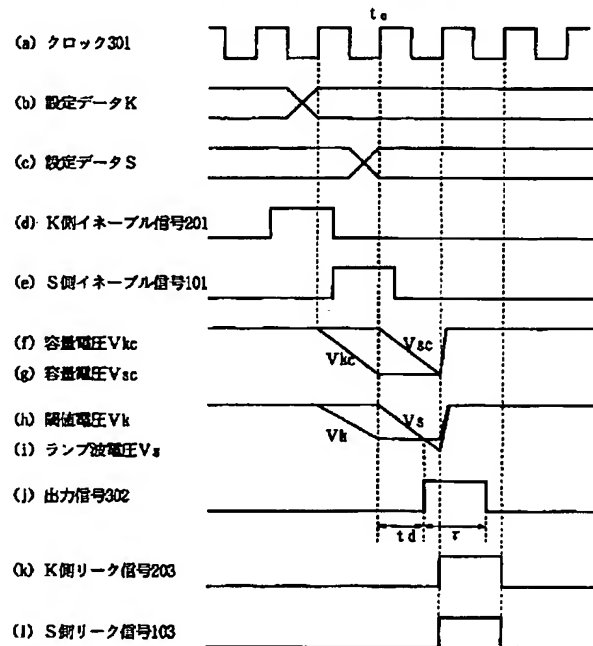 to
(a) クロック301
(b) 設定データK
(c) 設定データS
(d) K側イネーブル信号201
(e) S側イネーブル信号101
(f) 容量電圧Vkc
Vkc
Vsc
(g) 容量電圧Vsc
(h) 閾値電圧Vk
Vk
Vs
(i) ランプ波電圧Vs
(j) 出力信号302
td
τ
(k) K側リーク信号203
(l) S側リーク信号103